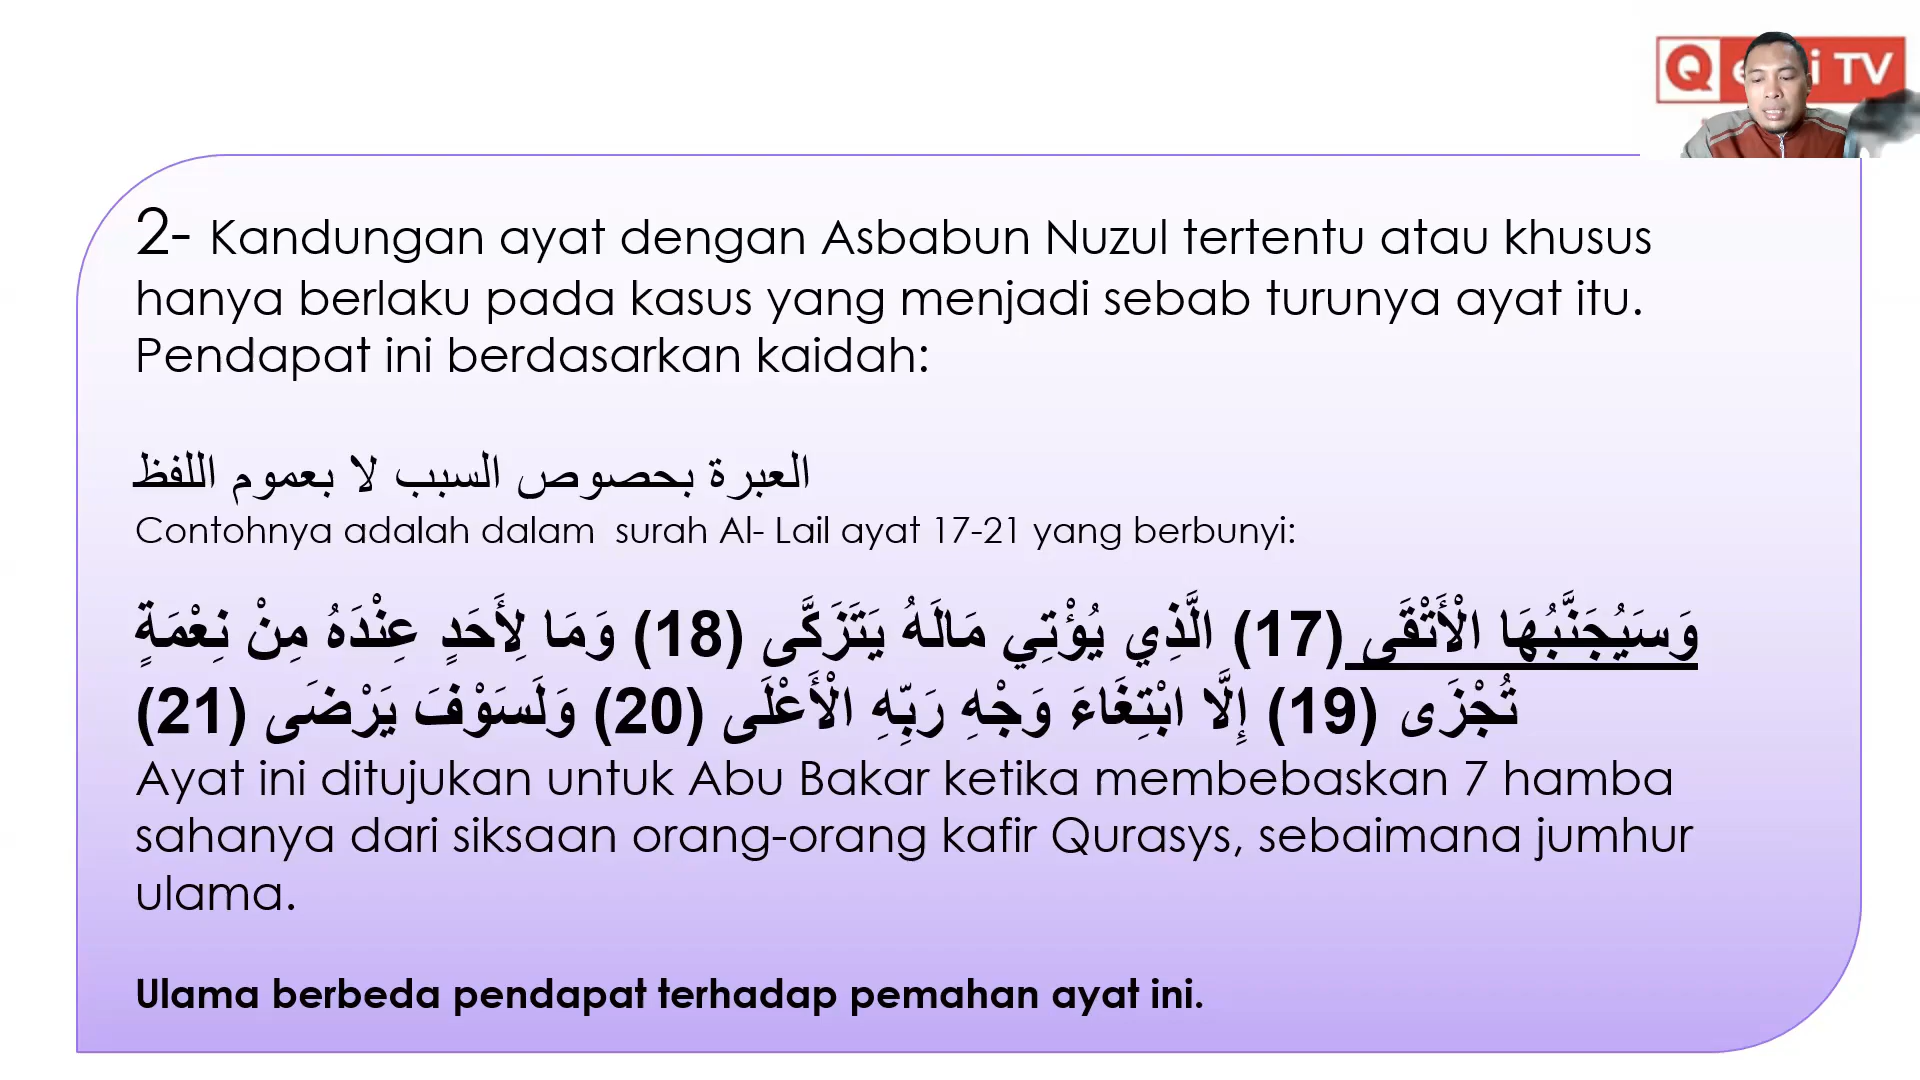 Q e i TV
2- Kandungan ayat dengan Asbabun Nuzul tertentu atau khusus
hanya berlaku pada kasus yang menjadi sebab turunya ayat itu.
Pendapat ini berdasarkan kaidah:
العبرة بحصوص السبب لا بعموم اللفظ
Contohnya adalah dalam surah Al- Lail ayat 17-21 yang berbunyi:
وَسَيُجَنَّبُهَا الْأَتْقَى (17) الَّذِي يُؤْتِي مَالَهُ يَتَزَكَّى (18) وَمَا لِأَحَدٍ عِنْدَهُ مِنْ نِعْمَةٍ
تُجْزَى (19) إِلَّا ابْتِغَاءَ وَجْهِ رَبِّهِ الْأَعْلَى (20) وَلَسَوْفَ يَرْضَى (21)
Ayat ini ditujukan untuk Abu Bakar ketika membebaskan 7 hamba
sahanya dari siksaan orang-orang kafir Qurasys, sebaimana jumhur
ulama.
Ulama berbeda pendapat terhadap pemahan ayat ini.